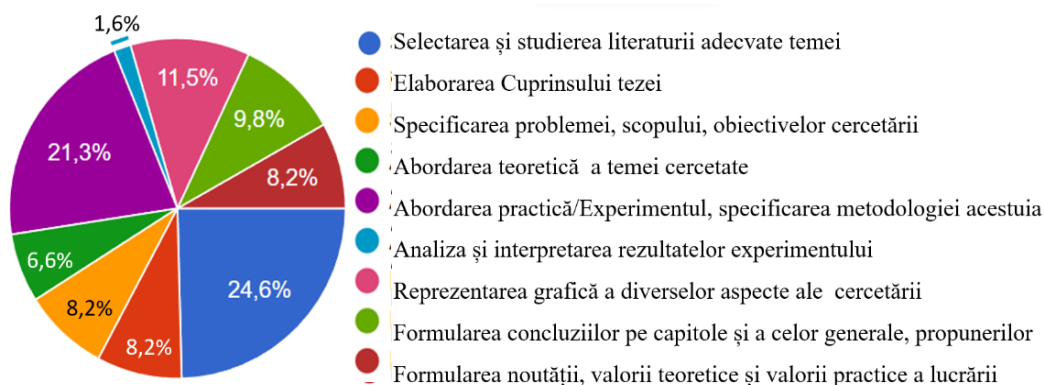 1,6%
11,5%
9,8%
8,2%
21,3%
6,6%
8,2%
8,2%
24,6%
Selectarea și studierea literaturii adecvate temei
Elaborarea Cuprinsului tezei
Specificarea problemei, scopului, obiectivelor cercetării
Abordarea teoretică a temei cercetate
Abordarea practică/Experimentul, specificarea metodologiei acestuia
Analiza și interpretarea rezultatelor experimentului
Reprezentarea grafică a diverselor aspecte ale cercetării
Formularea concluziilor pe capitole și a celor generale, propunerilor
Formularea noutății, valorii teoretice și valorii practice a lucrării